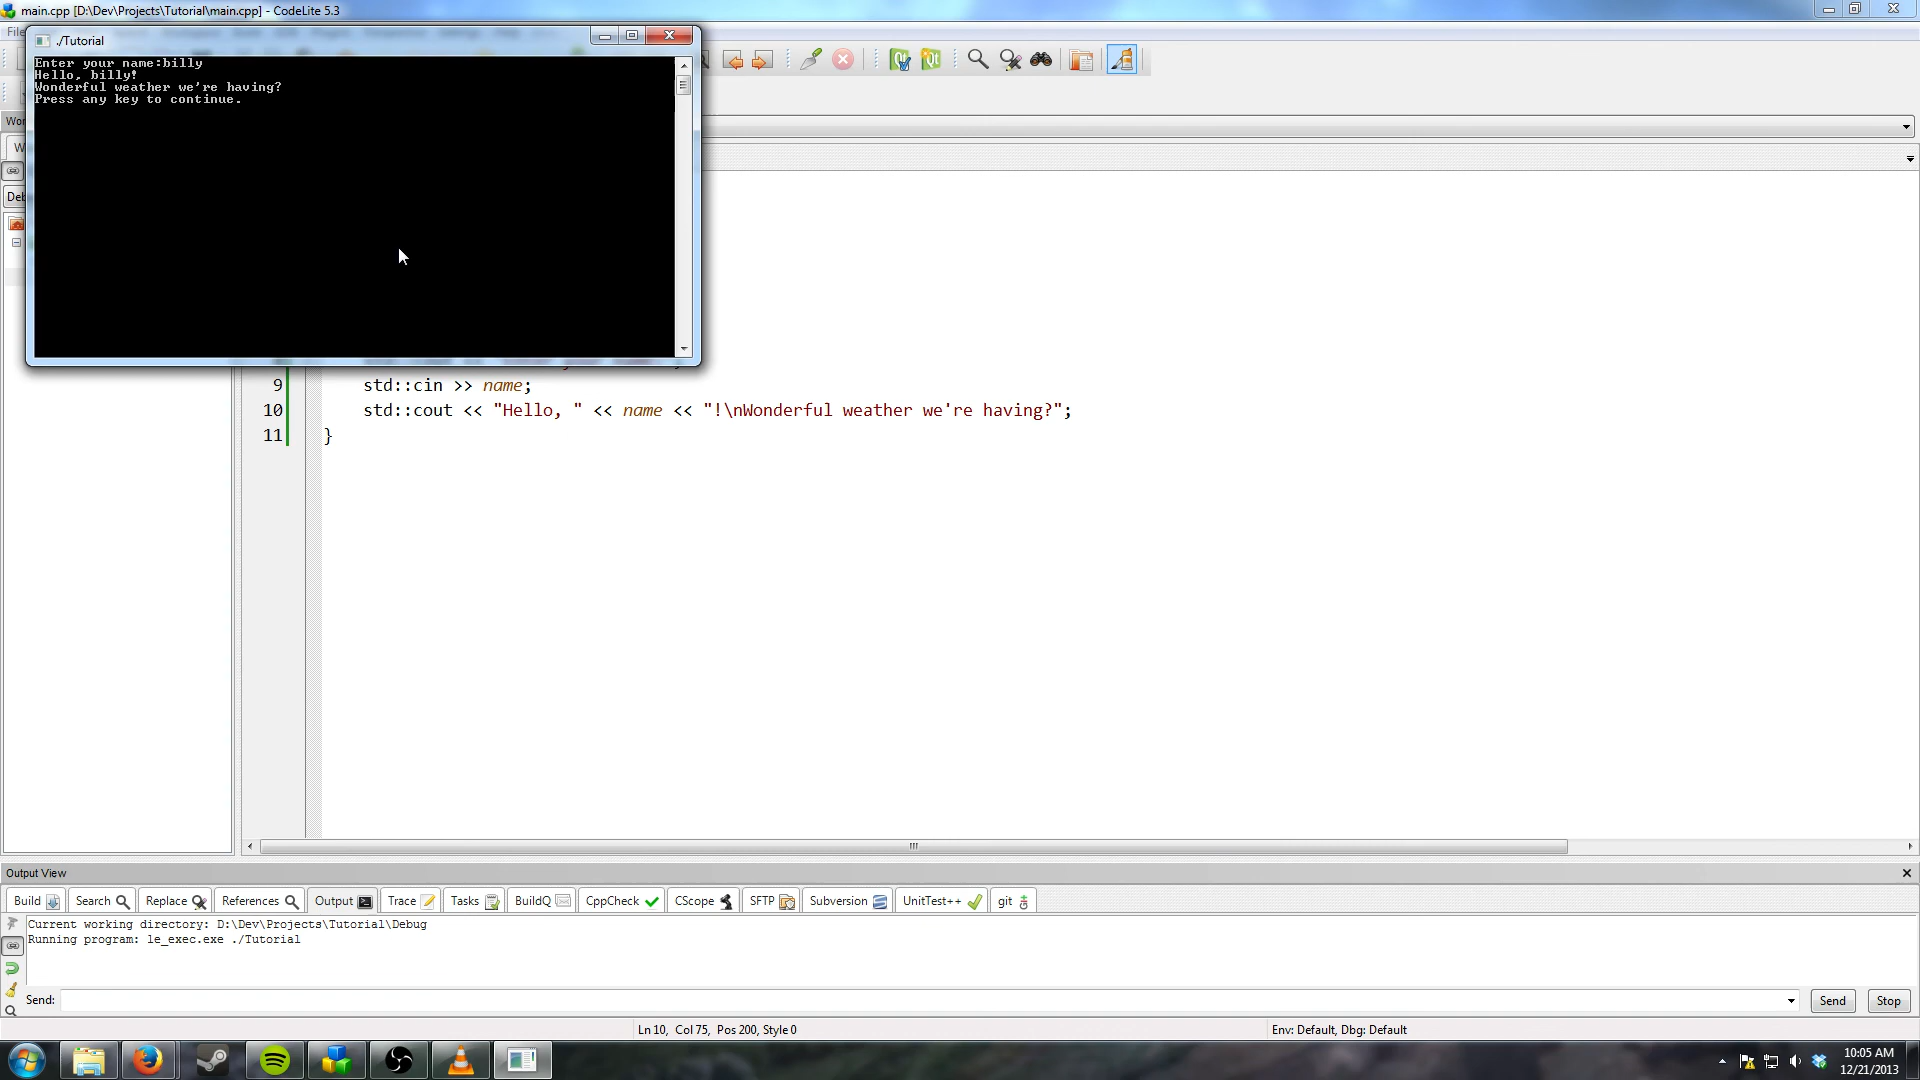 main.cpp [D:\Dev\Projects\Tutorial\main.cpp] - CodeLite 5.3
./Tutorial
Enter your name:billy
Hello, billy!
Wonderful weather we're having?
Press any key to continue.
9 std::cin >> name;
10 std::cout << "Hello, " << name << "!\nWonderful weather we're having?";
11 }
Output View
Build Search Replace References Output Trace Tasks BuildQ CppCheck CScope SFTP Subversion UnitTest++ git
Current working directory: D:\Dev\Projects\Tutorial\Debug
Running program: le_exec.exe ./Tutorial
Send: Send Stop
Ln 10, Col 75, Pos 200, Style 0 Env: Default, Dbg: Default
10:05 AM
12/21/2013